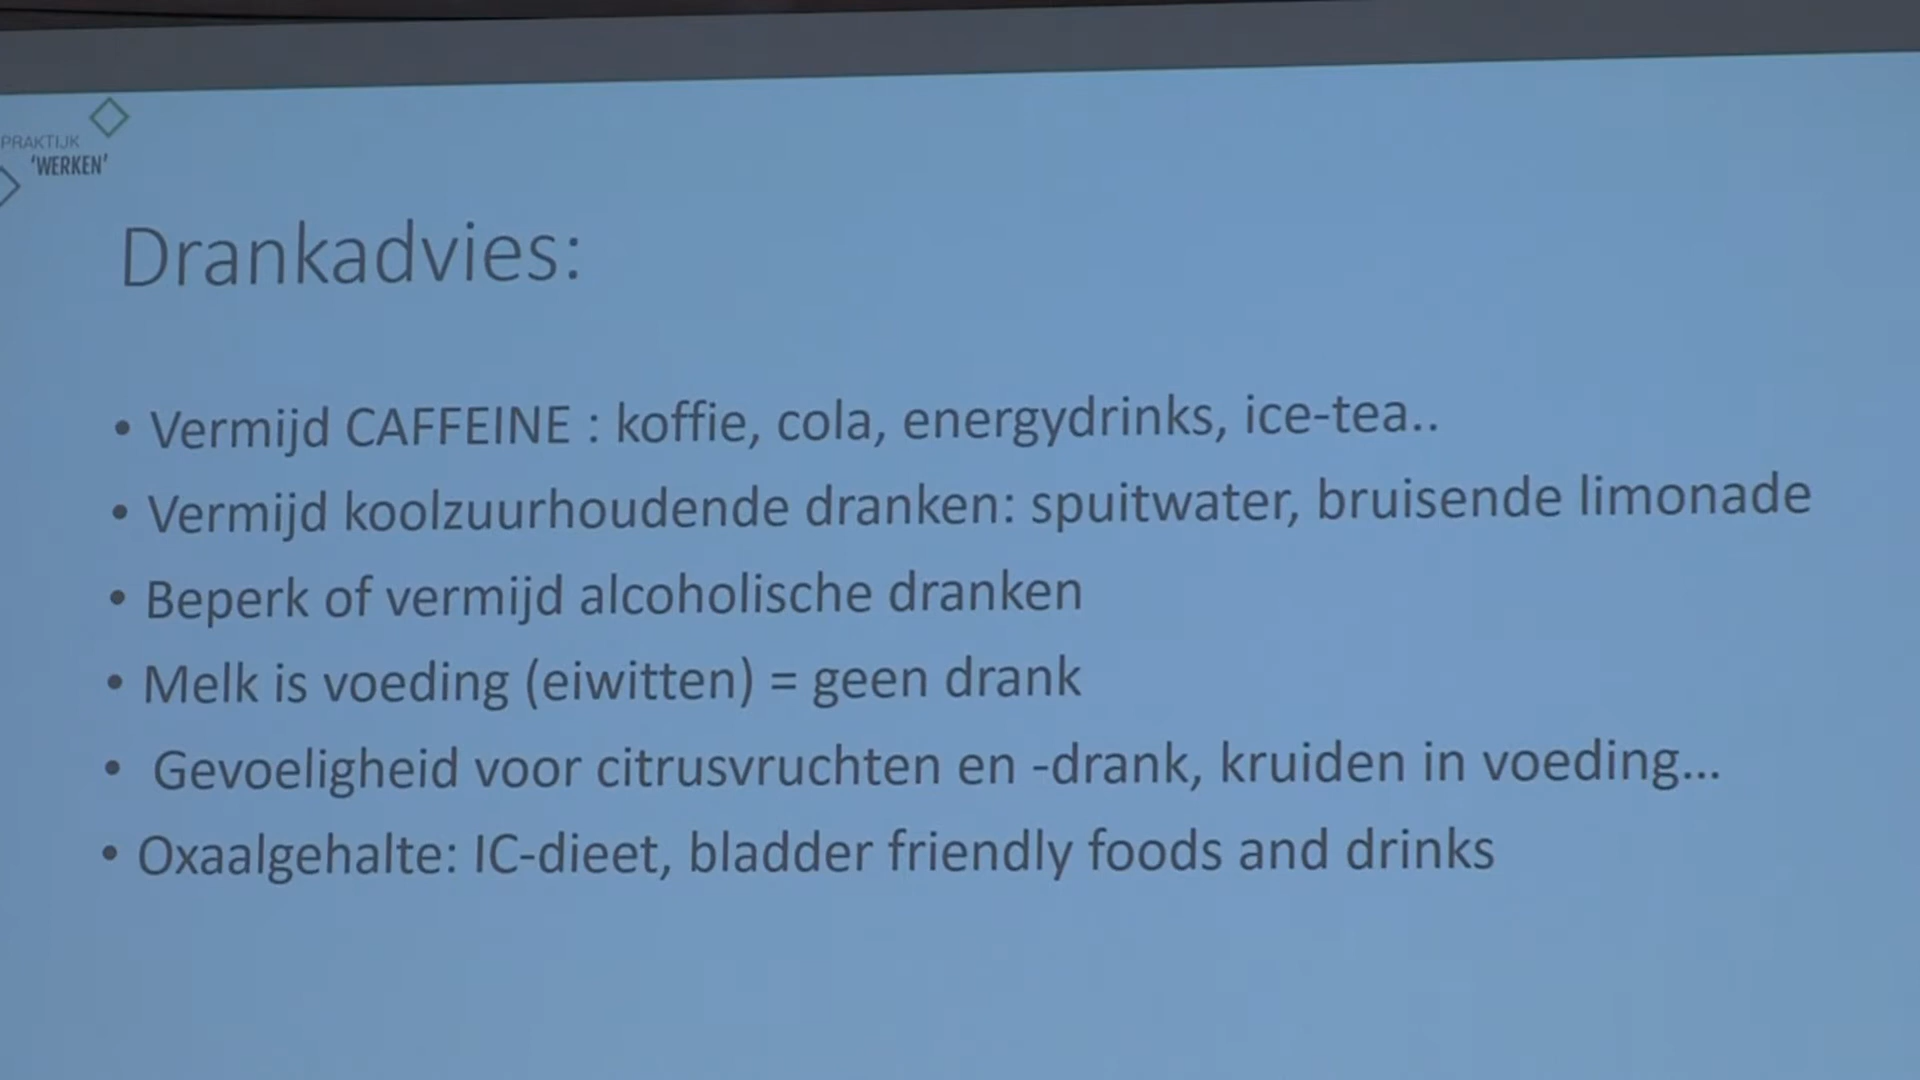 PRAKTIJK
'WERKEN'
Drankadvies:
• Vermijd CAFFEINE : koffie, cola, energydrinks, ice-tea..
• Vermijd koolzuurhoudende dranken: spuitwater, bruisende limonade
• Beperk of vermijd alcoholische dranken
• Melk is voeding (eiwitten) = geen drank
• Gevoeligheid voor citrusvruchten en -drank, kruiden in voeding...
• Oxaalgehalte: IC-dieet, bladder friendly foods and drinks